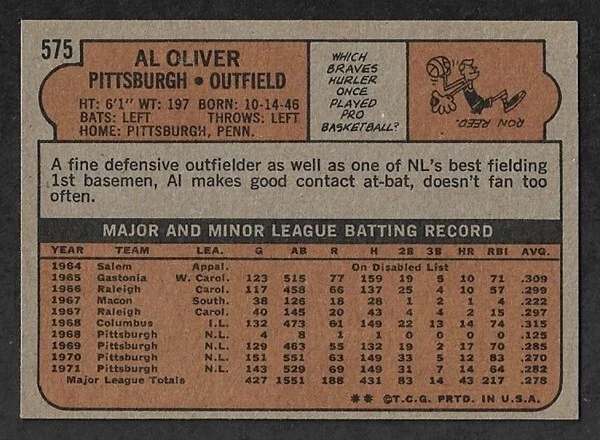 575
AL OLIVER
PITTSBURGH • OUTFIELD
HT: 6'1" WT: 197 BORN: 10-14-46
BATS: LEFT THROWS: LEFT
HOME: PITTSBURGH, PENN.
WHICH
BRAVES
HURLER
ONCE
PLAYED
PRO
BASKETBALL?
RON REED.
A fine defensive outfielder as well as one of NL's best fielding
1st basemen, Al makes good contact at-bat, doesn't fan too
often.
MAJOR AND MINOR LEAGUE BATTING RECORD
YEAR TEAM LEA. G AB R H 2B 3B HR RBI AVG.
1964 Salem Appal. On Disabled List
1965 Gastonia W. Carol. 123 515 77 159 19 5 10 71 .309
1966 Raleigh Carol. 117 458 66 137 25 4 10 57 .299
1967 Macon South. 38 126 18 28 1 2 1 4 .222
1967 Raleigh Carol. 40 145 20 43 4 4 2 15 .297
1968 Columbus I.L. 132 473 61 149 22 13 14 74 .315
1968 Pittsburgh N.L. 4 8 1 1 0 0 0 0 .125
1969 Pittsburgh N.L. 129 463 55 132 19 2 17 70 .285
1970 Pittsburgh N.L. 151 551 63 149 33 5 12 83 .270
1971 Pittsburgh N.L. 143 529 69 149 31 7 14 64 .282
Major League Totals 427 1551 188 431 83 14 43 217 .278
** ©T.C.G. PRTD. IN U.S.A.